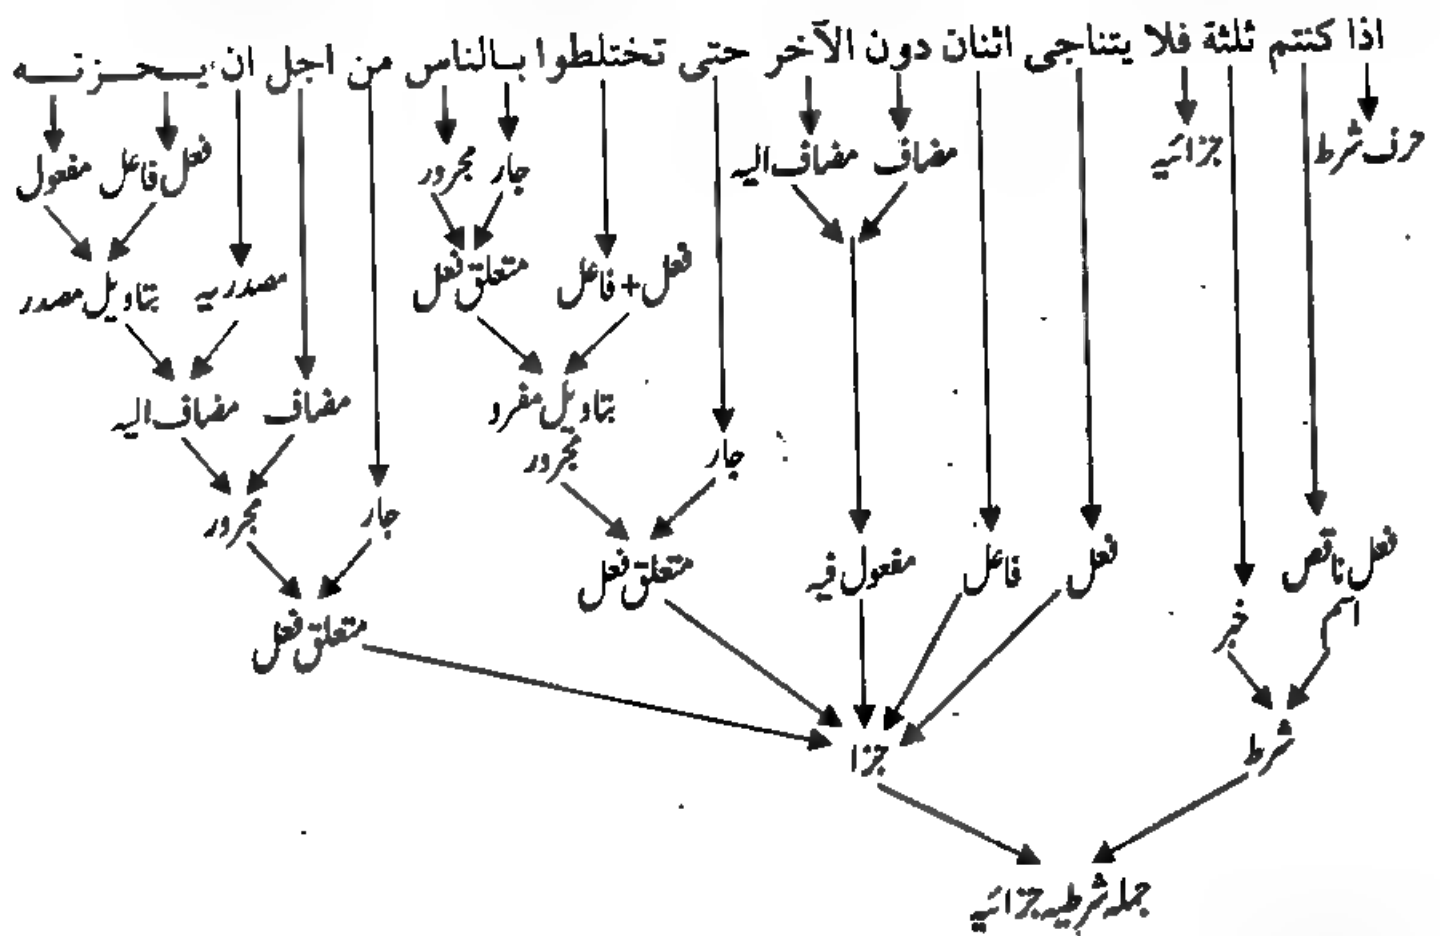 اذا كنتم ثلثة فلا يتناجى اثنان دون الآخر حتى تختلطوا بالناس من اجل ان يحزنه
حرف شرط جزائیہ مضاف مضاف الیہ جار مجرور فعل فاعل مفعول
فعل + فاعل متعلق فعل مصدریہ بتاویل مصدر
بتاویل مفرد مضاف مضاف الیہ
جار مجرور
جار مجرور
فعل ناقص فعل فاعل مفعول فیہ متعلق فعل
اسم خبر متعلق فعل
شرط جزا
جملہ شرطیہ جزائیہ